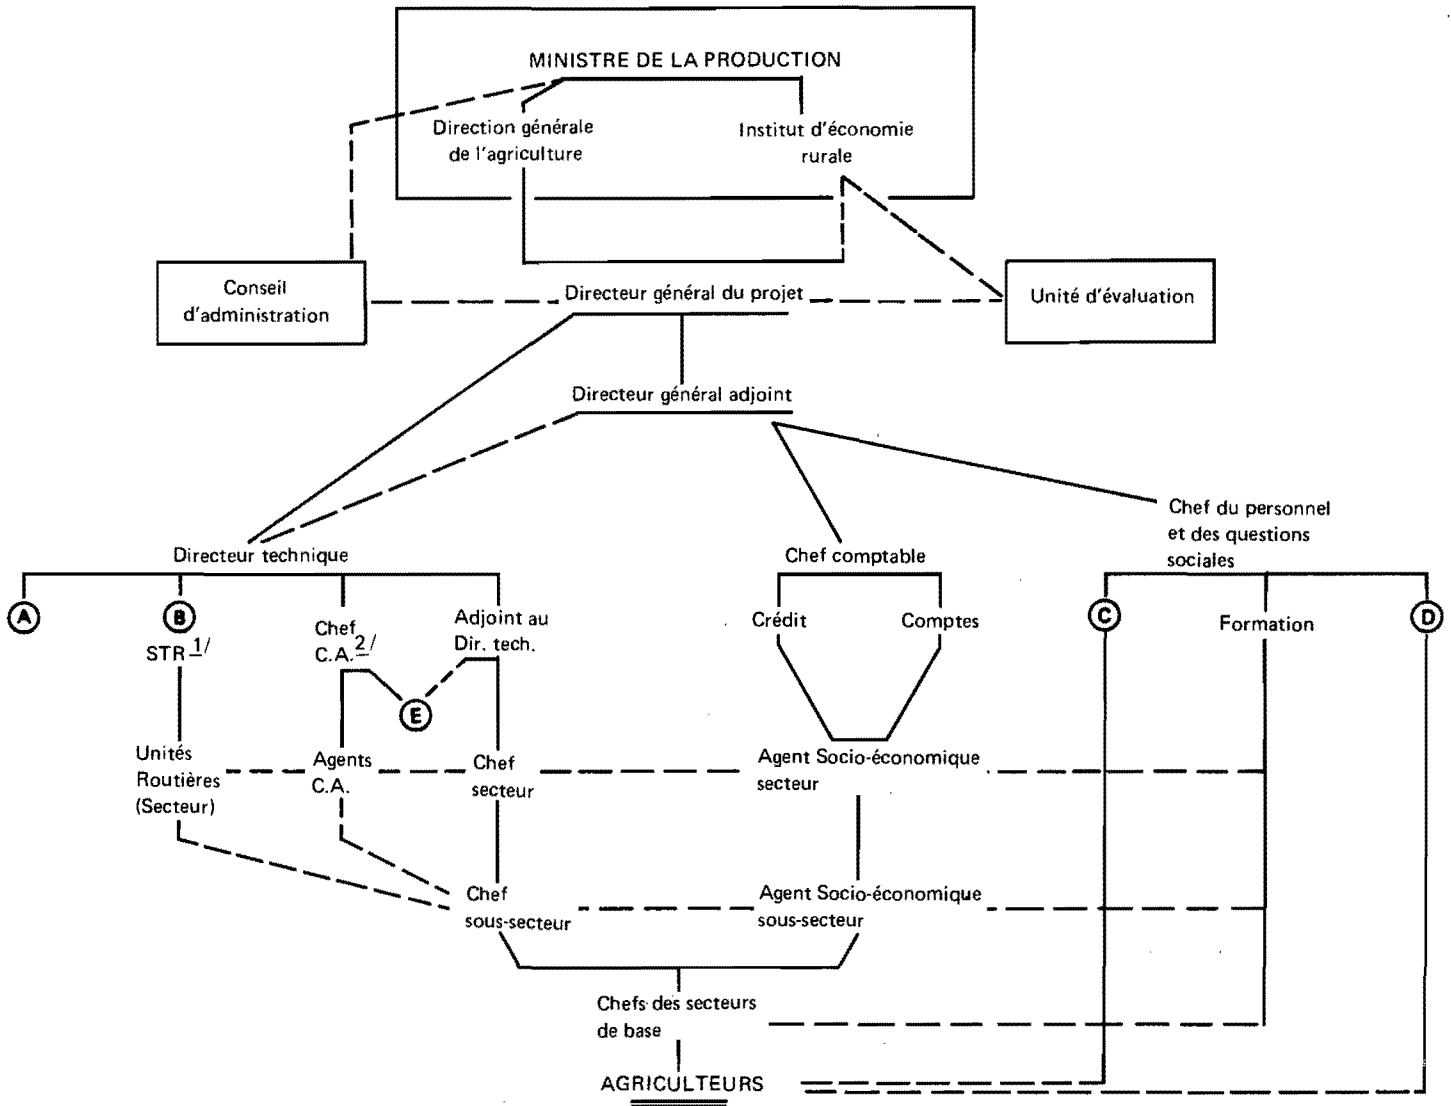 MINISTRE DE LA PRODUCTION
Direction générale
de l'agriculture
Institut d'économie
rurale
Conseil
d'administration
Directeur général du projet
Unité d'évaluation
Directeur général adjoint
Chef du personnel
et des questions
sociales
Directeur technique
Chef comptable
A
B
STR 1/
Chef
C.A. 2/
Adjoint au
Dir. tech.
E
Crédit
Comptes
C
Formation
D
Unités
Routières
(Secteur)
Agents
C.A.
Chef
secteur
Agent Socio-économique
secteur
Chef
sous-secteur
Agent Socio-économique
sous-secteur
Chefs des secteurs
de base
AGRICULTEURS